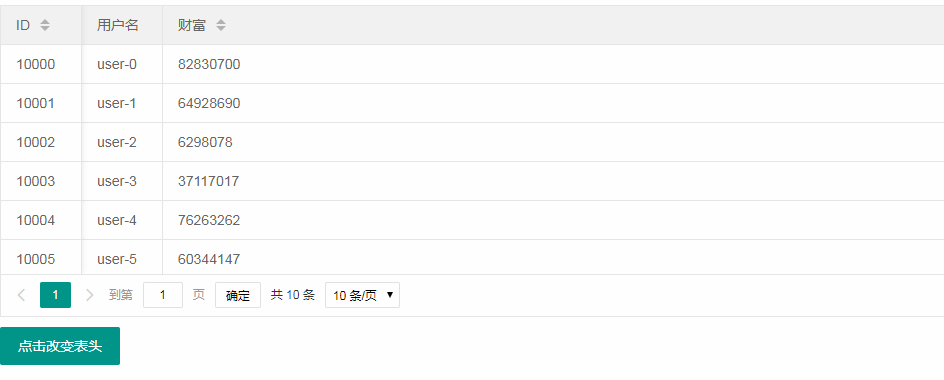 ID 用户名 财富
10000 user-0 82830700
10001 user-1 64928690
10002 user-2 6298078
10003 user-3 37117017
10004 user-4 76263262
10005 user-5 60344147
1 到第 1 页 确定 共 10 条 10 条/页
点击改变表头